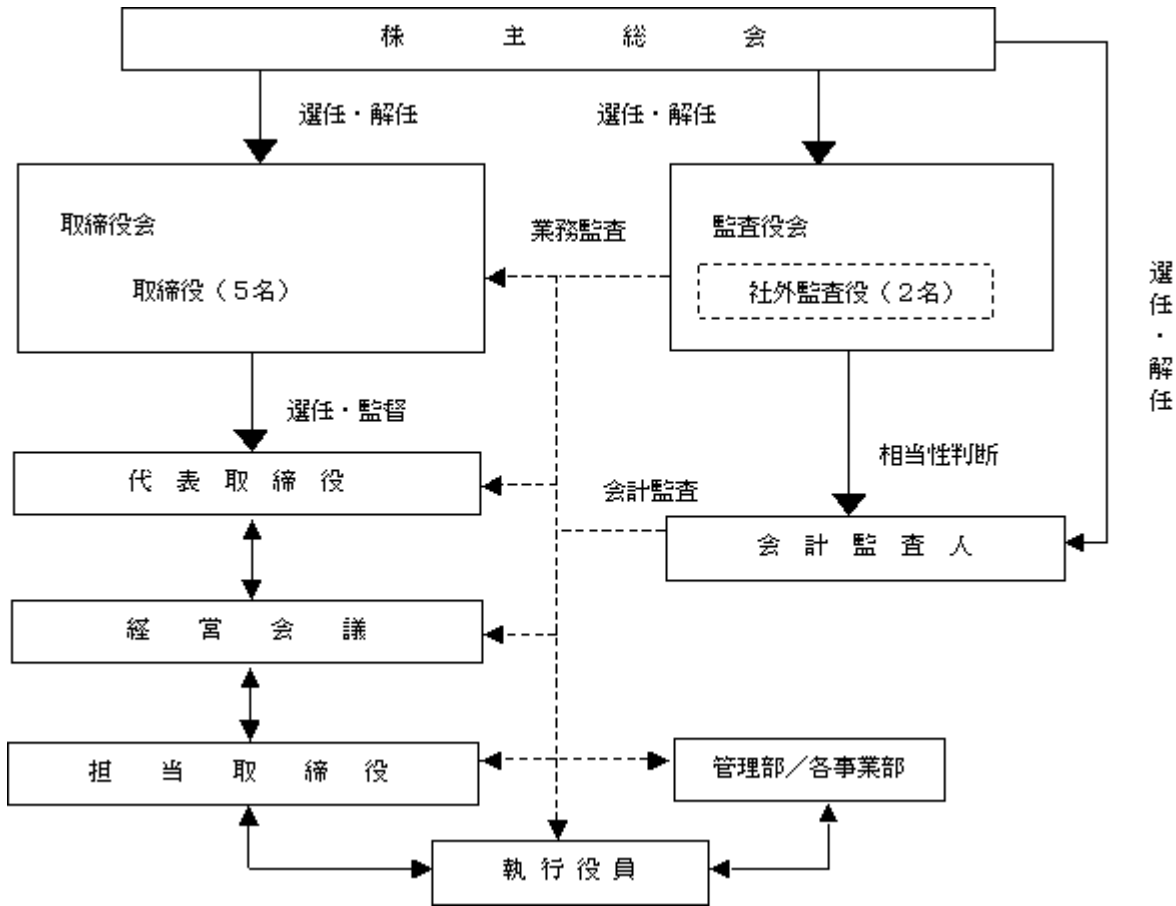 株主総会
選任・解任
選任・解任
取締役会
取締役(5名)
業務監査
監査役会
社外監査役(2名)
選任・解任
選任・監督
相当性判断
代表取締役
会計監査
会計監査人
経営会議
担当取締役
管理部/各事業部
執行役員